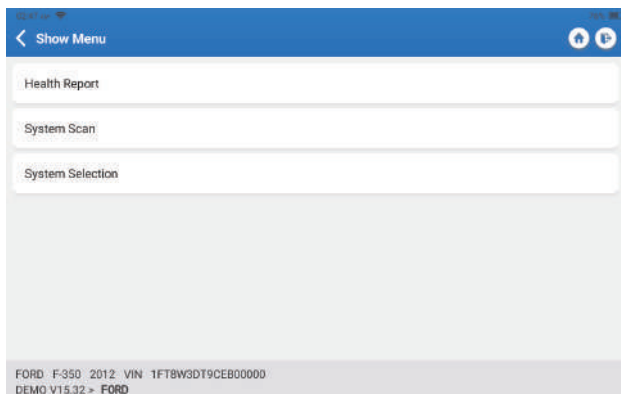 Show Menu
Health Report
System Scan
System Selection
FORD F-350 2012 VIN 1FT8W3DT9CEB00000
DEMO V15.32 > FORD